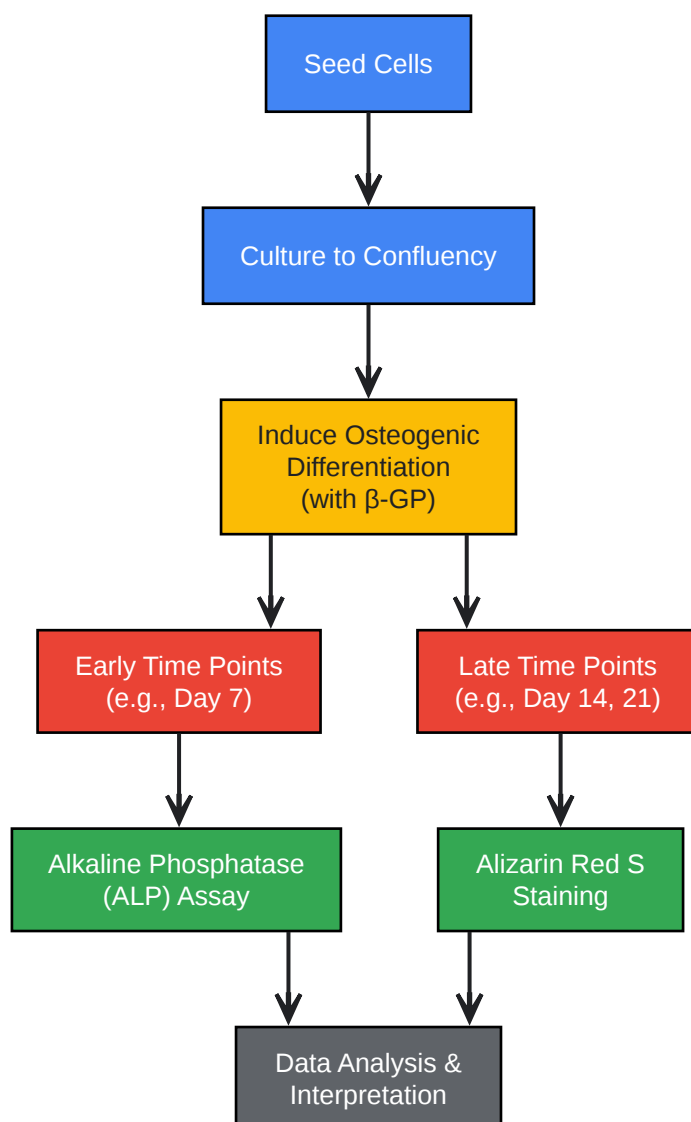 Seed Cells
Culture to Confluency
Induce Osteogenic
Differentiation
(with β-GP)
Early Time Points
(e.g., Day 7)
Late Time Points
(e.g., Day 14, 21)
Alkaline Phosphatase
(ALP) Assay
Alizarin Red S
Staining
Data Analysis &
Interpretation